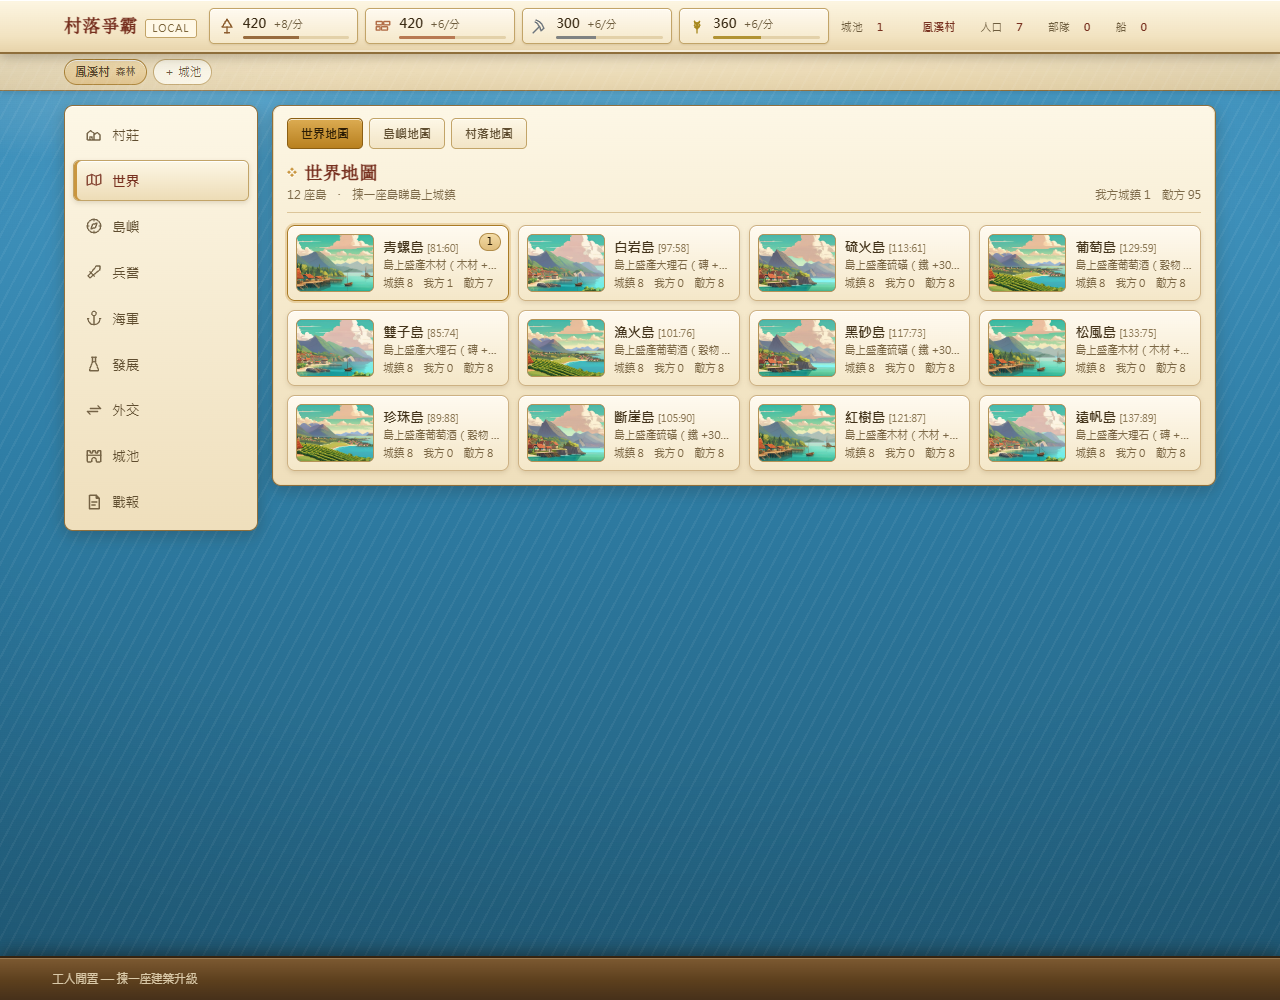 村落爭霸 LOCAL 420 +8/分 420 +6/分 300 +6/分 360 +6/分 城池 1 鳳溪村 人口 7 部隊 0 船 0
鳳溪村 森林 + 城池
村莊
世界
島嶼
兵營
海軍
發展
外交
城池
戰報
世界地圖 島嶼地圖 村落地圖
世界地圖
12 座島 · 揀一座島睇島上城鎮 我方城鎮 1 敵方 95
青螺島 [81:60] 1
島上盛產木材 ( 木材 +...
城鎮 8 我方 1 敵方 7
白岩島 [97:58]
島上盛產大理石 ( 磚 +...
城鎮 8 我方 0 敵方 8
硫火島 [113:61]
島上盛產硫磺 ( 鐵 +30...
城鎮 8 我方 0 敵方 8
葡萄島 [129:59]
島上盛產葡萄酒 ( 穀物 ...
城鎮 8 我方 0 敵方 8
雙子島 [85:74]
島上盛產大理石 ( 磚 +...
城鎮 8 我方 0 敵方 8
漁火島 [101:76]
島上盛產葡萄酒 ( 穀物 ...
城鎮 8 我方 0 敵方 8
黑砂島 [117:73]
島上盛產硫磺 ( 鐵 +30...
城鎮 8 我方 0 敵方 8
松風島 [133:75]
島上盛產木材 ( 木材 +...
城鎮 8 我方 0 敵方 8
珍珠島 [89:88]
島上盛產葡萄酒 ( 穀物 ...
城鎮 8 我方 0 敵方 8
斷崖島 [105:90]
島上盛產硫磺 ( 鐵 +30...
城鎮 8 我方 0 敵方 8
紅樹島 [121:87]
島上盛產木材 ( 木材 +...
城鎮 8 我方 0 敵方 8
遠帆島 [137:89]
島上盛產大理石 ( 磚 +...
城鎮 8 我方 0 敵方 8
工人閒置 — 揀一座建築升級